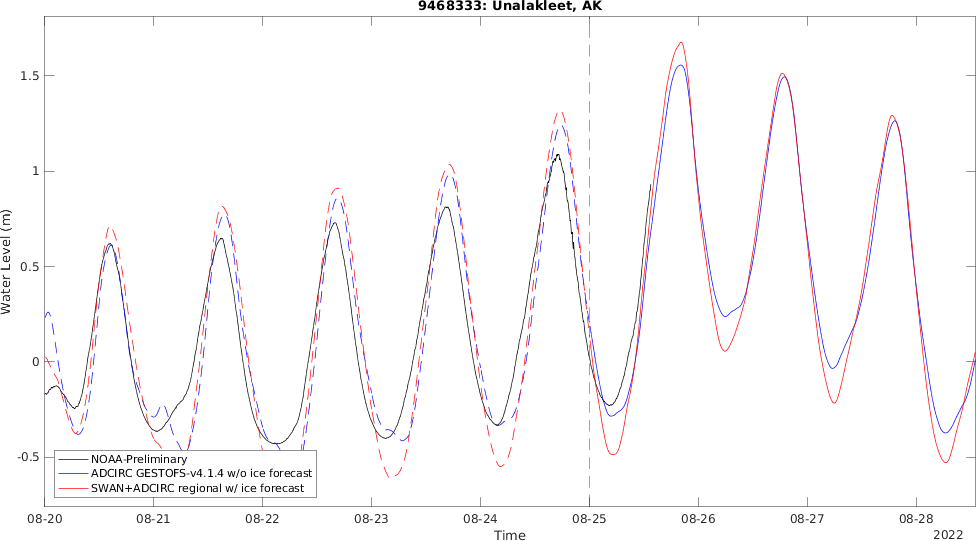 9468333: Unalakleet, AK
Water Level (m)
1.5
1
0.5
0
-0.5
NOAA-Preliminary
ADCIRC GESTOFS-v4.1.4 w/o ice forecast
SWAN+ADCIRC regional w/ ice forecast
08-20 08-21 08-22 08-23 08-24 08-25 08-26 08-27 08-28
Time
2022